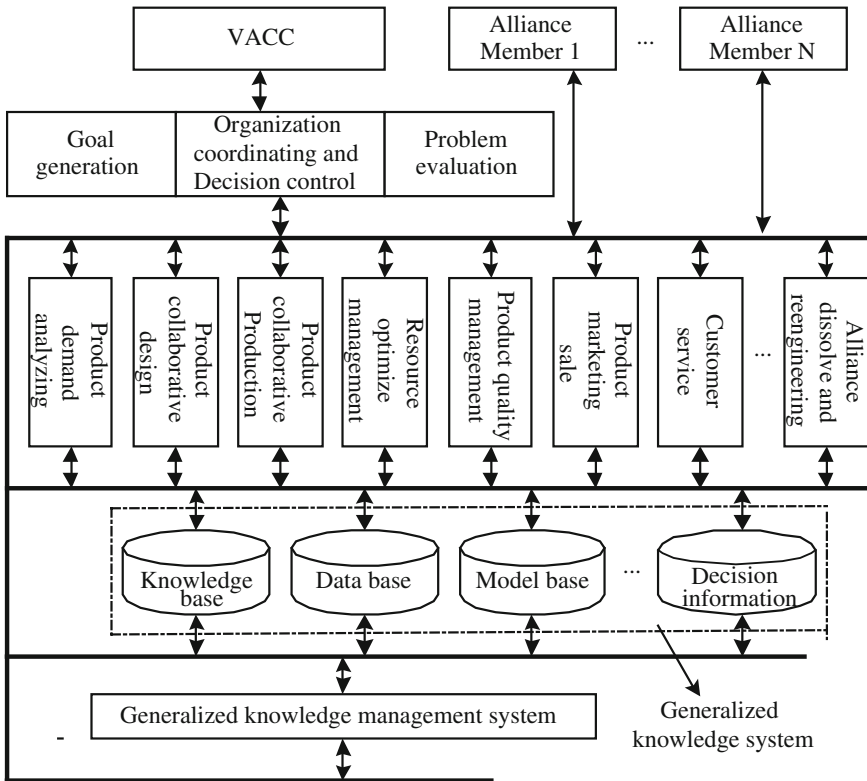 VACC
Alliance
Member 1
...
Alliance
Member N
Goal
generation
Organization
coordinating and
Decision control
Problem
evaluation
Product
demand
analyzing
Product
collaborative
design
Product
collaborative
Production
Resource
optimize
management
Product quality
management
Product
marketing
sale
Customer
service
...
Alliance
dissolve and
reengineering
Knowledge
base
Data base
Model base
...
Decision
information
Generalized knowledge management system
Generalized
knowledge system
-